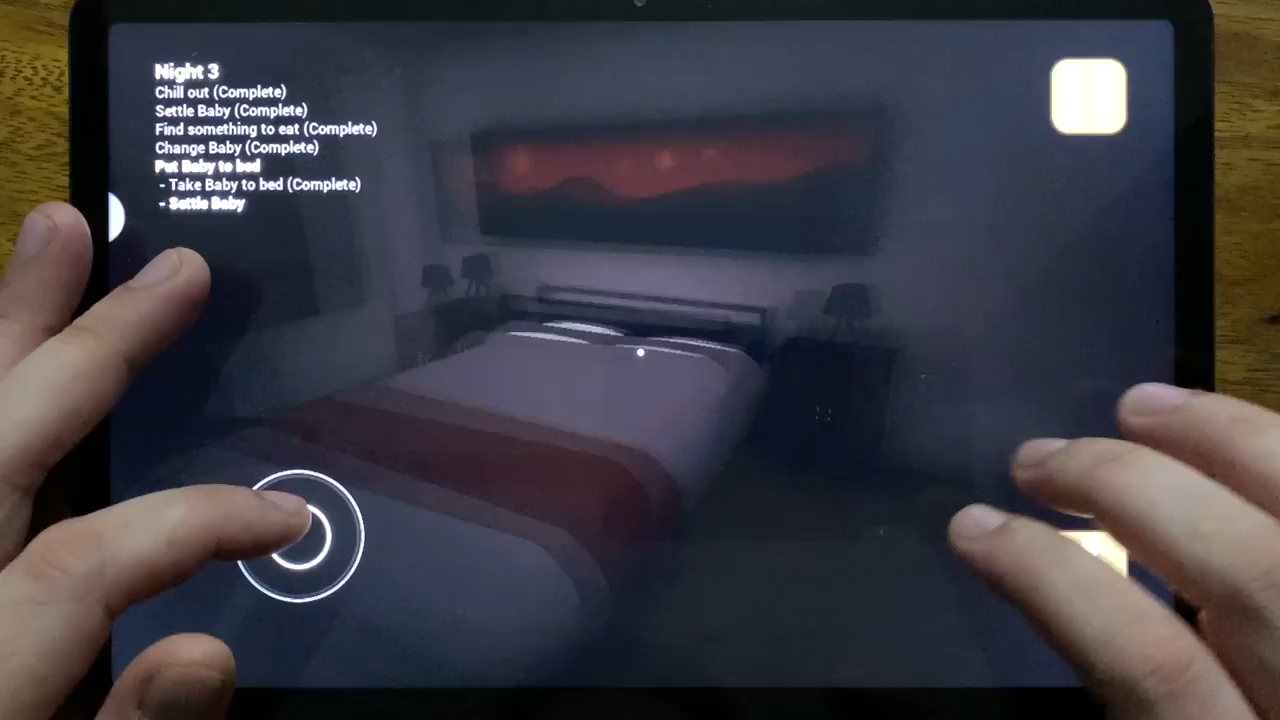 Night 3
Chill out (Complete)
Settle Baby (Complete)
Find something to eat (Complete)
Change Baby (Complete)
Put Baby to bed
- Take Baby to bed (Complete)
- Settle Baby